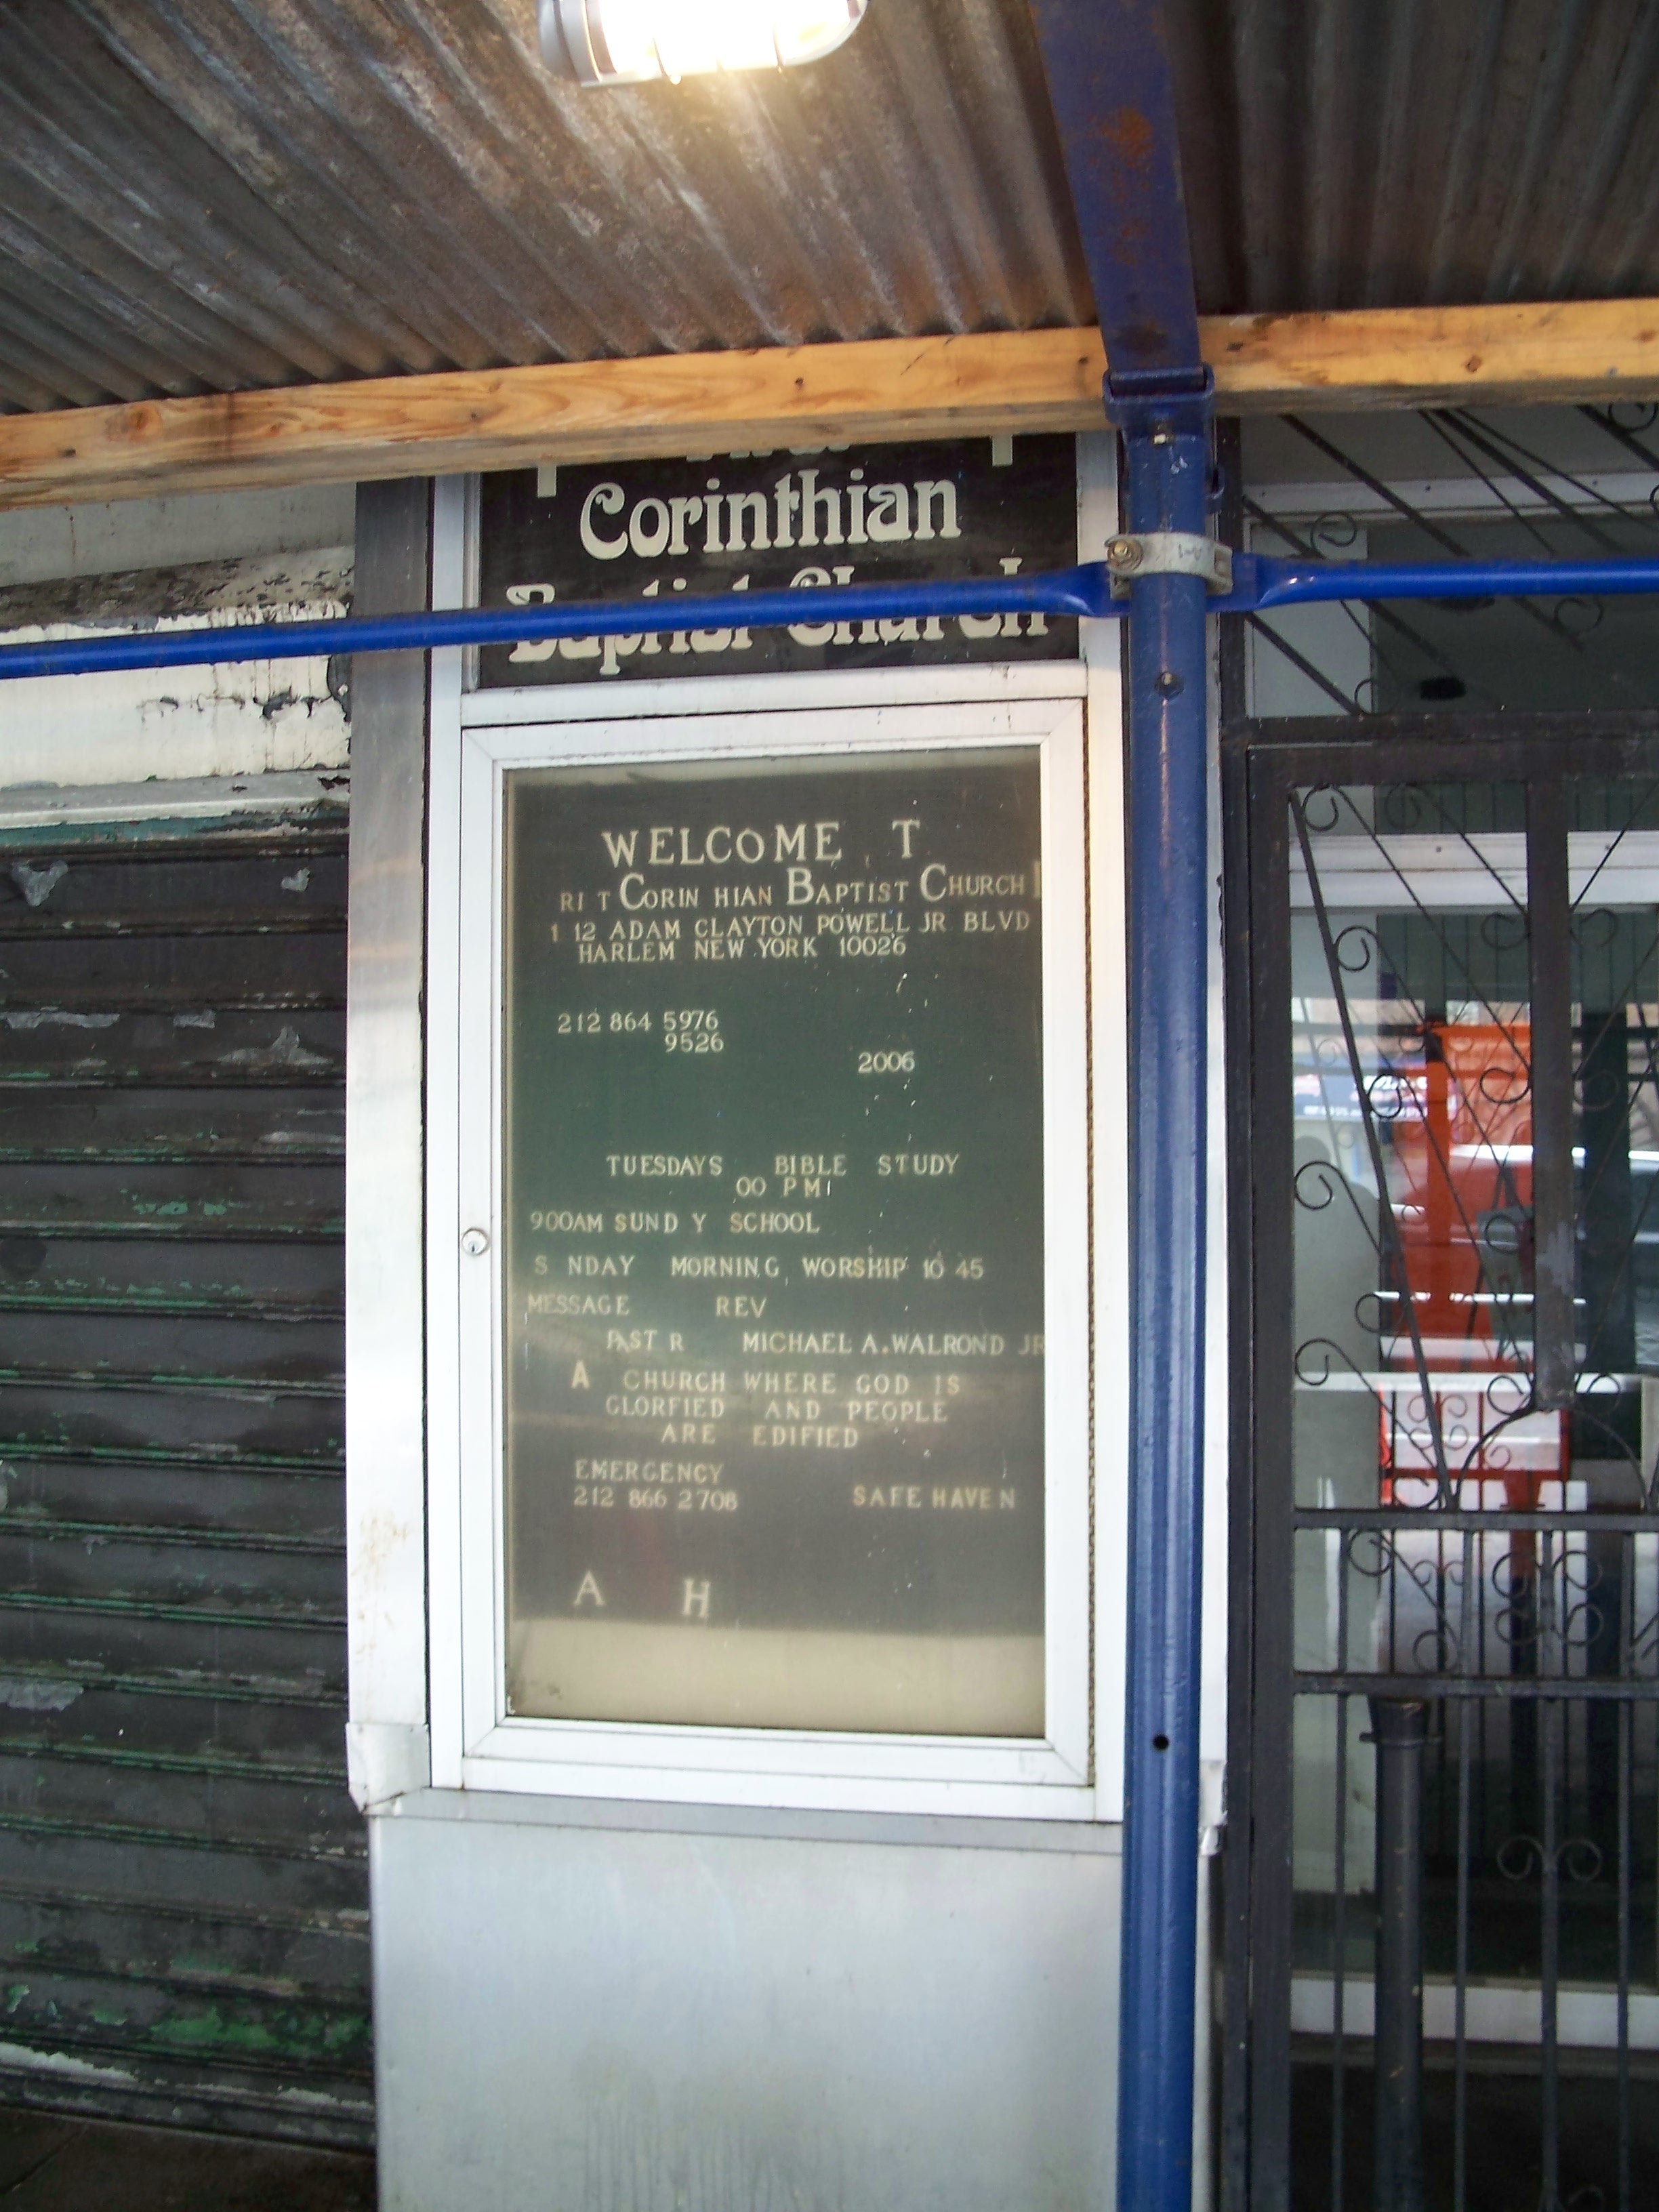 Corinthian
Baptist Church
WELCOME T
RI T CORIN HIAN BAPTIST CHURCH
1 12 ADAM CLAYTON POWELL JR BLVD
HARLEM NEW YORK 10026
212 864 5976
9526
2006
TUESDAYS BIBLE STUDY
00 PM
900AM SUND Y SCHOOL
S NDAY MORNING WORSHIP 10 45
MESSAGE REV
PAST R MICHAEL A. WALROND JR
A CHURCH WHERE GOD IS
GLORFIED AND PEOPLE
ARE EDIFIED
EMERGENCY
212 866 2708 SAFE HAVEN
A H